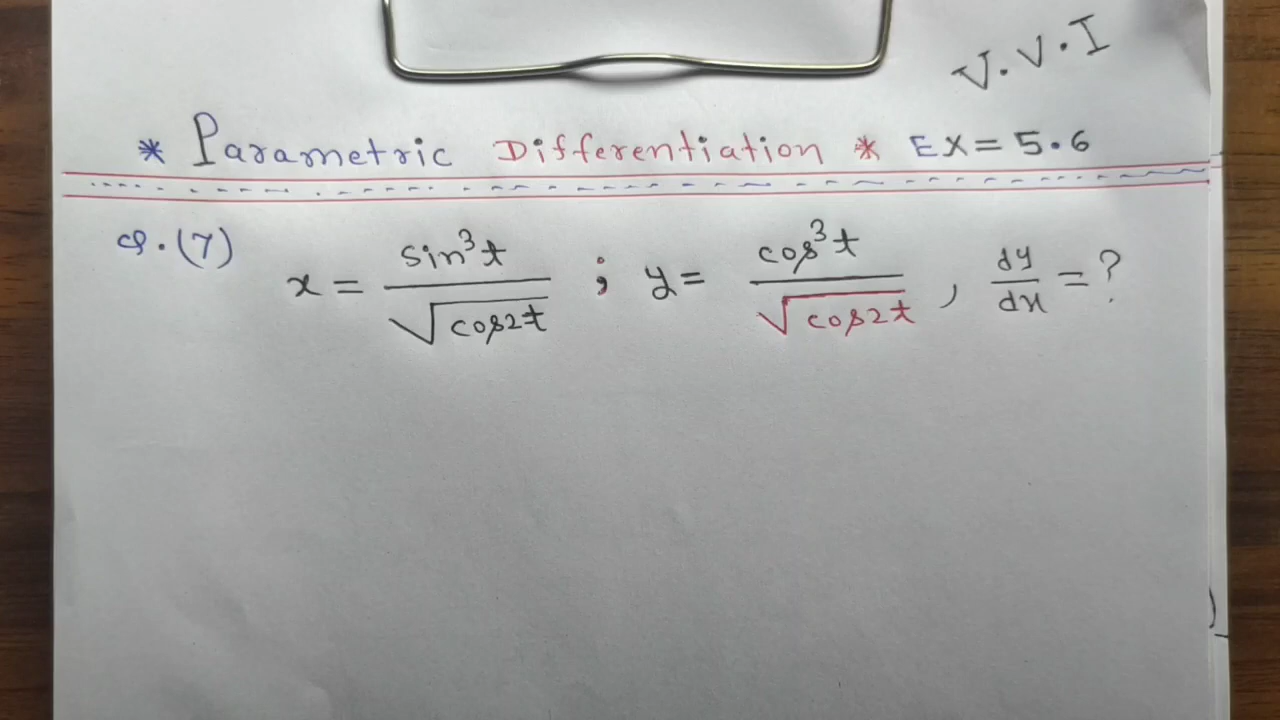 V.V.I
* Parametric Differentiation * EX = 5.6
Q.(7) x = sin³t / √cos2t ; y = cos³t / √cos2t , dy/dx = ?